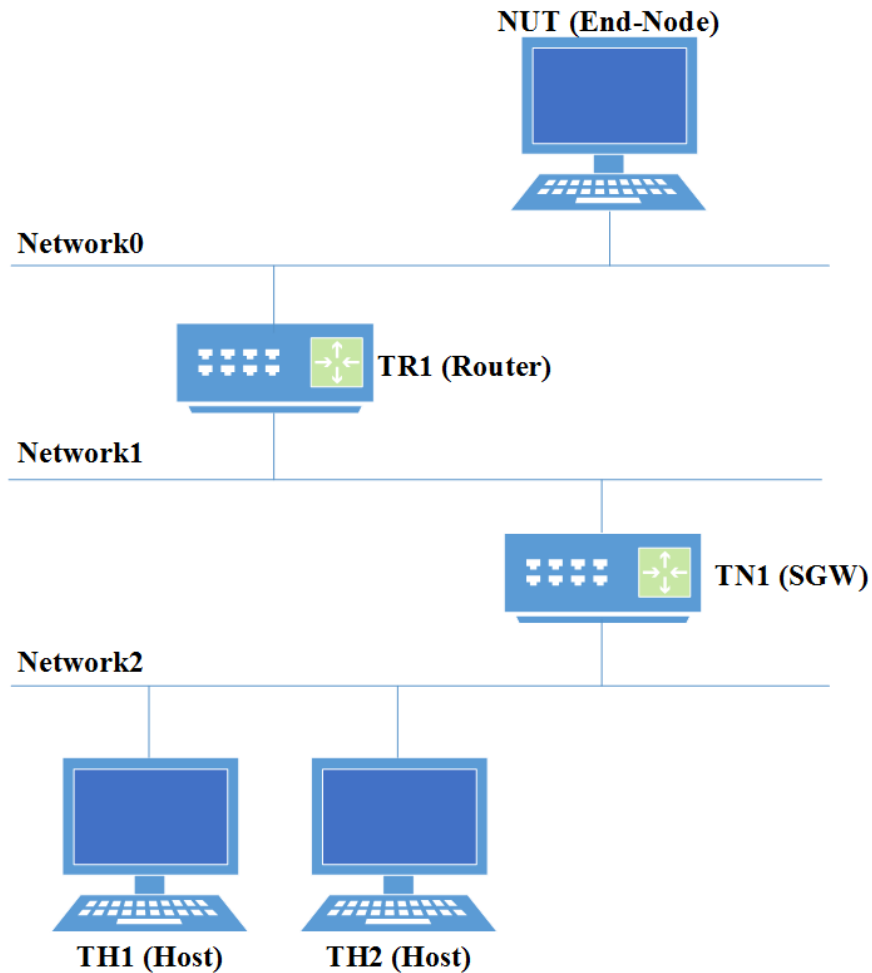 NUT (End-Node)
Network0
TR1 (Router)
Network1
TN1 (SGW)
Network2
TH1 (Host)
TH2 (Host)